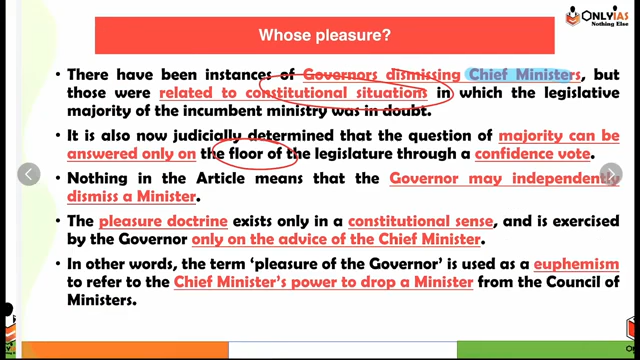 ONLYIAS
Nothing Else
Whose pleasure?
• There have been instances of Governors dismissing Chief Ministers, but
those were related to constitutional situations in which the legislative
majority of the incumbent ministry was in doubt.
• It is also now judicially determined that the question of majority can be
answered only on the floor of the legislature through a confidence vote.
• Nothing in the Article means that the Governor may independently
dismiss a Minister.
• The pleasure doctrine exists only in a constitutional sense, and is exercised
by the Governor only on the advice of the Chief Minister.
• In other words, the term ‘pleasure of the Governor’ is used as a euphemism
to refer to the Chief Minister’s power to drop a Minister from the Council of
Ministers.